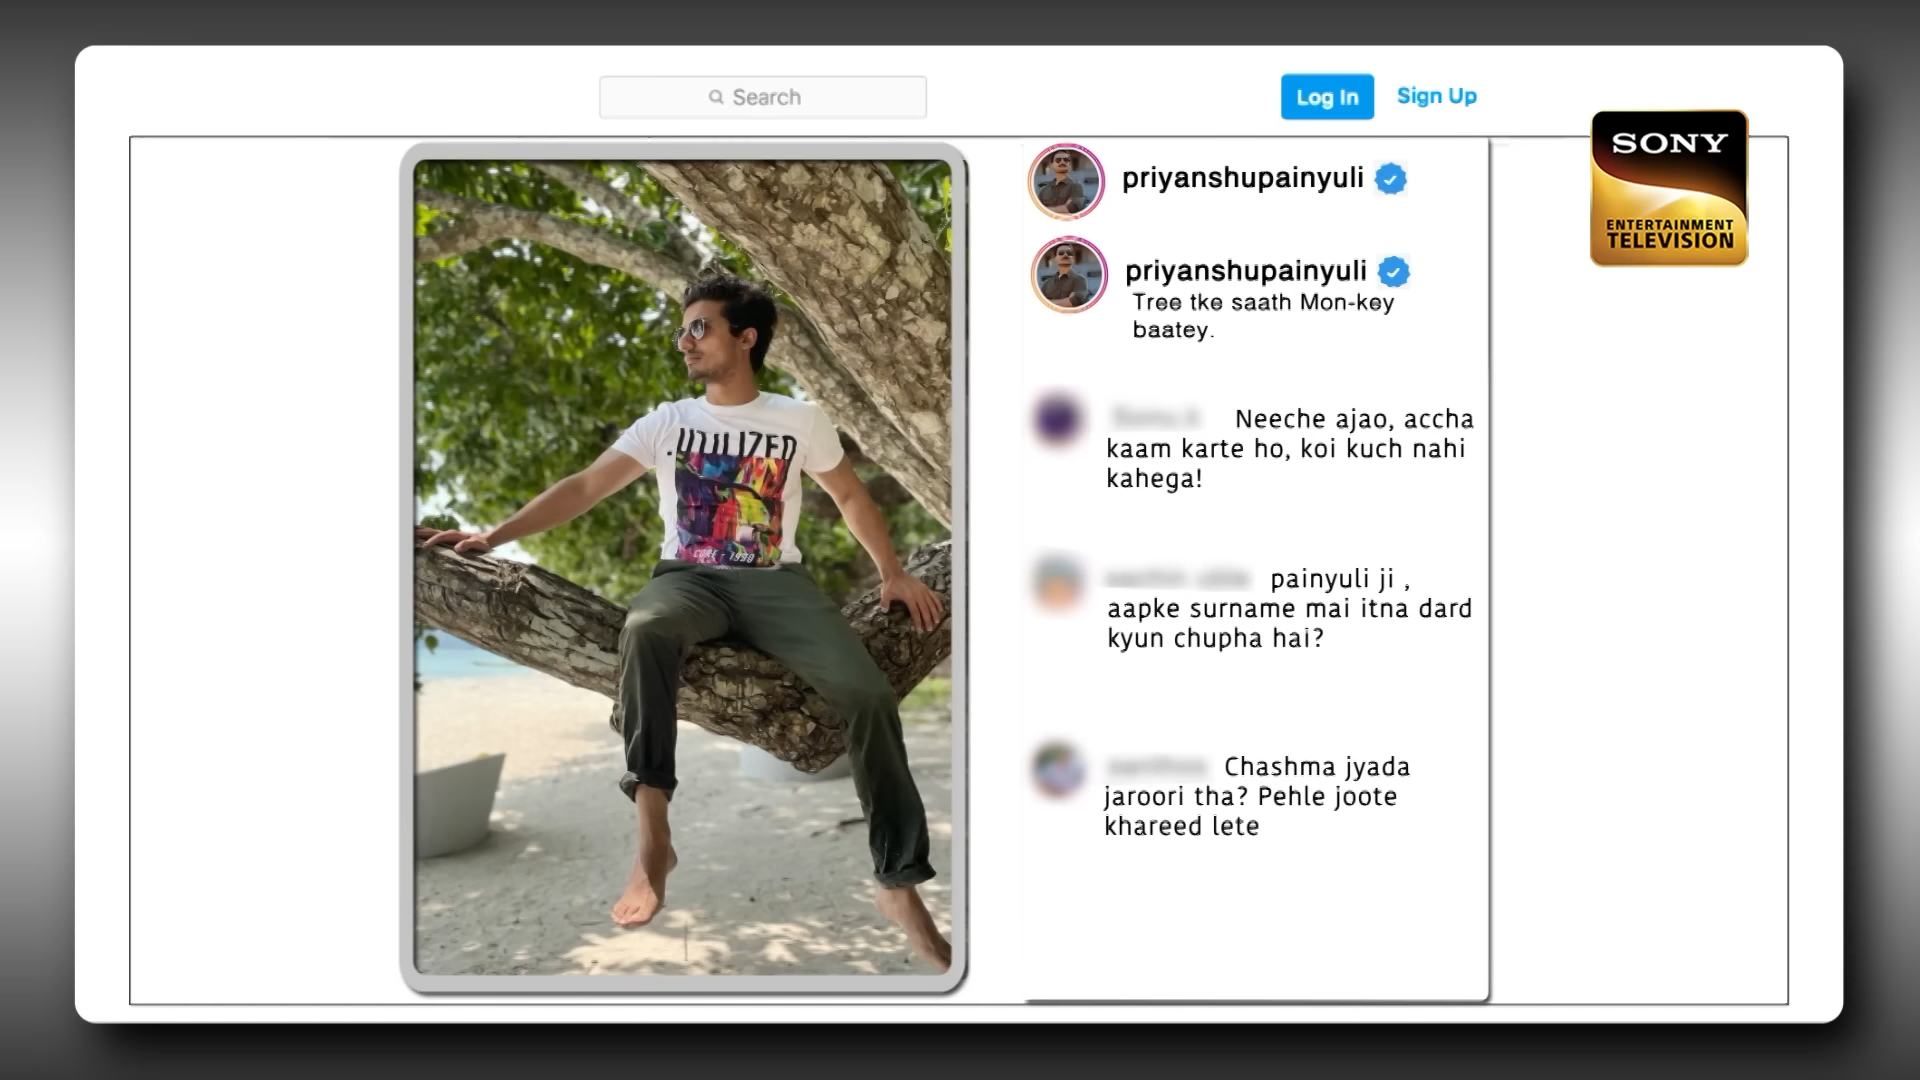 Search
Log In
Sign Up
SONY
ENTERTAINMENT
TELEVISION
priyanshupainyuli
priyanshupainyuli
Tree tke saath Mon-key
baatey.
Neeche ajao, accha
kaam karte ho, koi kuch nahi
kahega!
painyuli ji ,
aapke surname mai itna dard
kyun chupha hai?
Chashma jyada
jaroori tha? Pehle joote
khareed lete
.UTILIZED
CORE - 1990